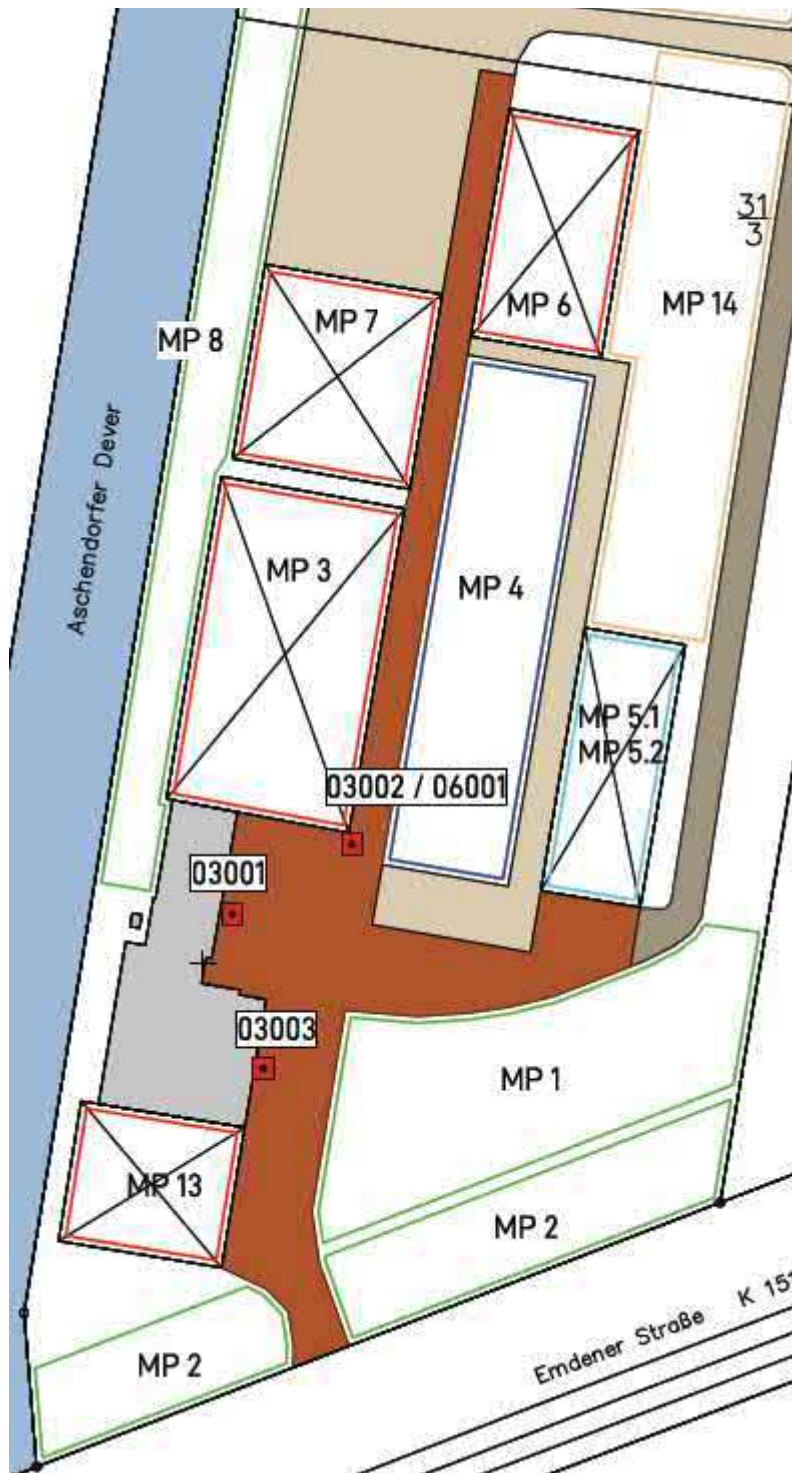 31
3
MP 6
MP 14
MP 7
MP 8
Aschendorfer Dever
MP 3
MP 4
MP 5.1
MP 5.2
03002 / 06001
03001
03003
MP 1
MP 13
MP 2
MP 2
Emdener Straße K 151